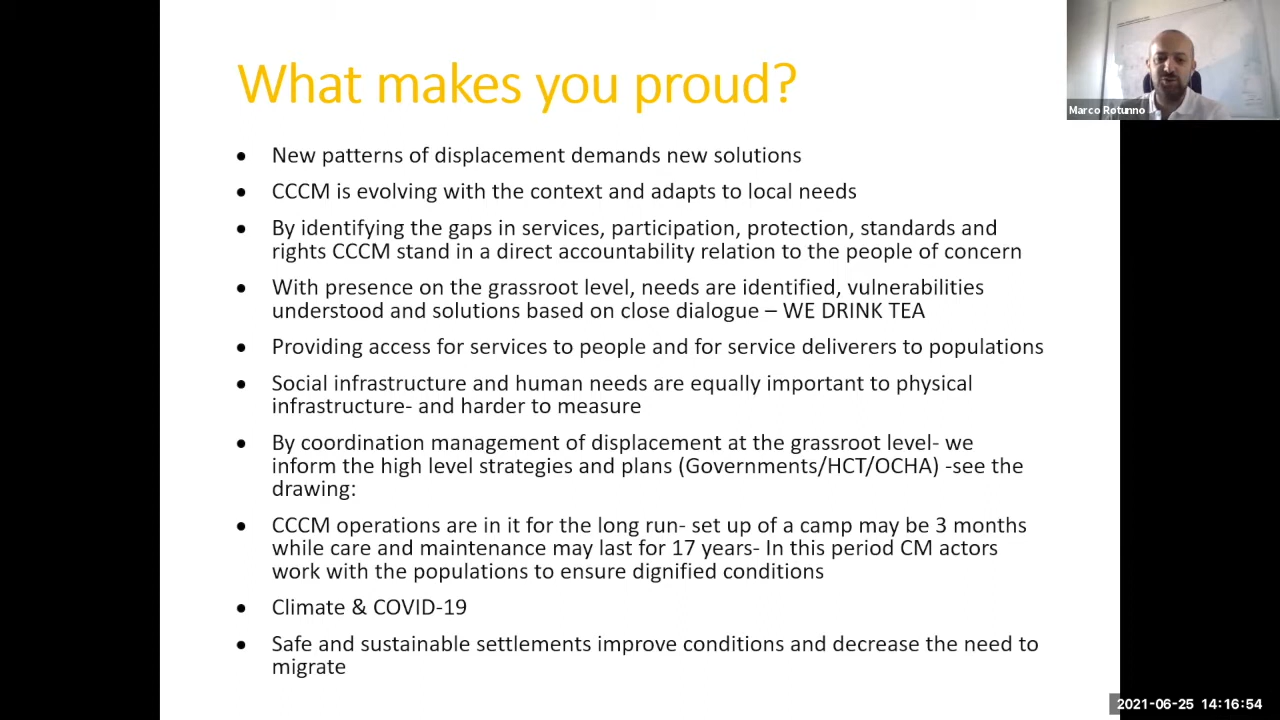 What makes you proud?
Marco Rotunno
• New patterns of displacement demands new solutions
• CCCM is evolving with the context and adapts to local needs
• By identifying the gaps in services, participation, protection, standards and
rights CCCM stand in a direct accountability relation to the people of concern
• With presence on the grassroot level, needs are identified, vulnerabilities
understood and solutions based on close dialogue – WE DRINK TEA
• Providing access for services to people and for service deliverers to populations
• Social infrastructure and human needs are equally important to physical
infrastructure- and harder to measure
• By coordination management of displacement at the grassroot level- we
inform the high level strategies and plans (Governments/HCT/OCHA) -see the
drawing:
• CCCM operations are in it for the long run- set up of a camp may be 3 months
while care and maintenance may last for 17 years- In this period CM actors
work with the populations to ensure dignified conditions
• Climate & COVID-19
• Safe and sustainable settlements improve conditions and decrease the need to
migrate
2021-06-25 14:16:54